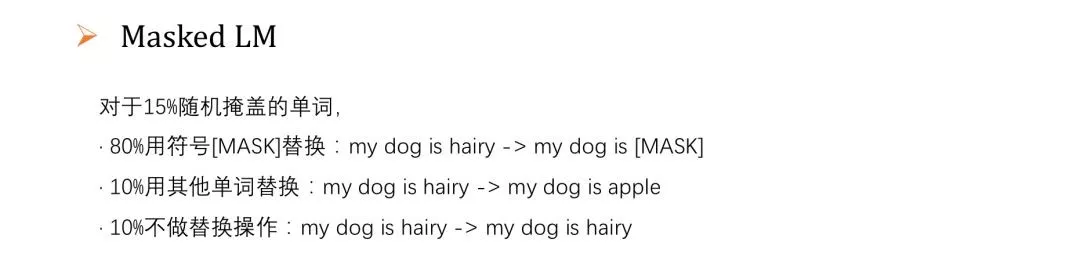 Masked LM
对于15%随机掩盖的单词,
· 80%用符号[MASK]替换：my dog is hairy -> my dog is [MASK]
· 10%用其他单词替换：my dog is hairy -> my dog is apple
· 10%不做替换操作：my dog is hairy -> my dog is hairy